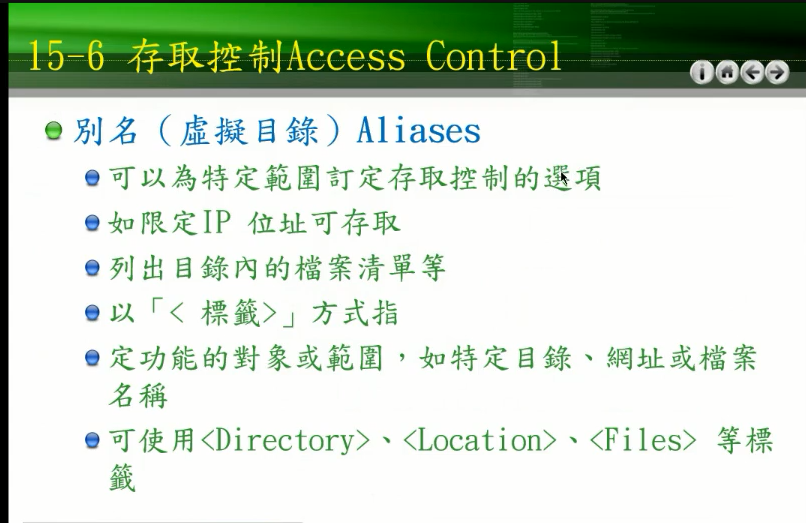 15-6 存取控制Access Control
別名（虛擬目錄）Aliases
可以為特定範圍訂定存取控制的選項
如限定IP 位址可存取
列出目錄內的檔案清單等
以「< 標籤>」方式指
定功能的對象或範圍，如特定目錄、網址或檔案
名稱
可使用<Directory>、<Location>、<Files> 等標
籤